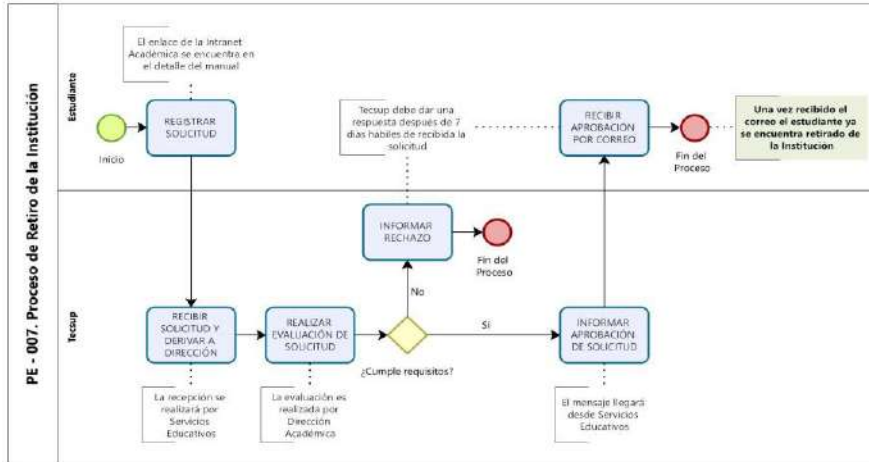 PE - 007. Proceso de Retiro de la Institución
Estudiante
El enlace de la Intranet
Académica se encuentra en
el detalle del manual
REGISTRAR
SOLICITUD
Inicio
Tecsup debe dar una
respuesta después de 7
días hábiles de recibida la
solicitud
RECIBIR
APROBACIÓN
POR CORREO
Fin del
Proceso
Una vez recibido el
correo el estudiante ya
se encuentra retirado de
la Institución
Tecsup
INFORMAR
RECHAZO
Fin del
Proceso
No
RECIBIR
SOLICITUD Y
DERIVAR A
DIRECCIÓN
REALIZAR
EVALUACIÓN DE
SOLICITUD
¿Cumple requisitos?
Si
INFORMAR
APROBACIÓN
DE SOLICITUD
La recepción se
realizará por
Servicios
Educativos
La evaluación es
realizada por
Dirección
Académica
El mensaje llegará
desde Servicios
Educativos